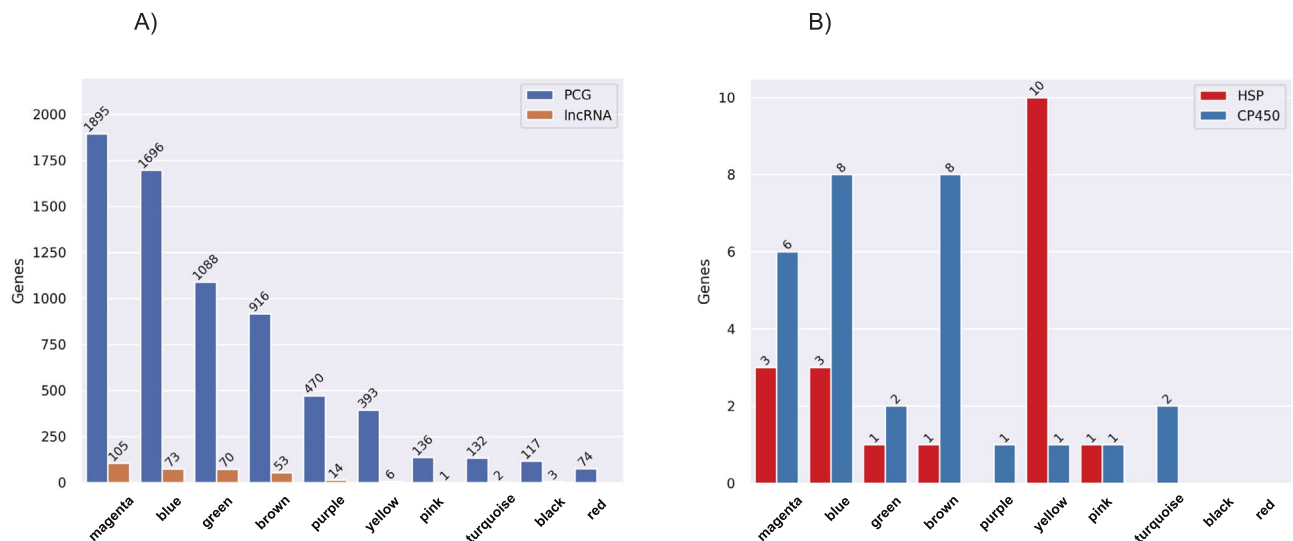 A)
Genes
2000
1750
1500
1250
1000
750
500
250
0
PCG
lncRNA
1895
105
1696
73
1088
70
916
53
470
14
393
6
136
1
132
2
117
3
74
magenta
blue
green
brown
purple
yellow
pink
turquoise
black
red
B)
Genes
10
8
6
4
2
0
HSP
CP450
3
6
3
8
1
2
1
8
1
10
1
1
1
2
magenta
blue
green
brown
purple
yellow
pink
turquoise
black
red